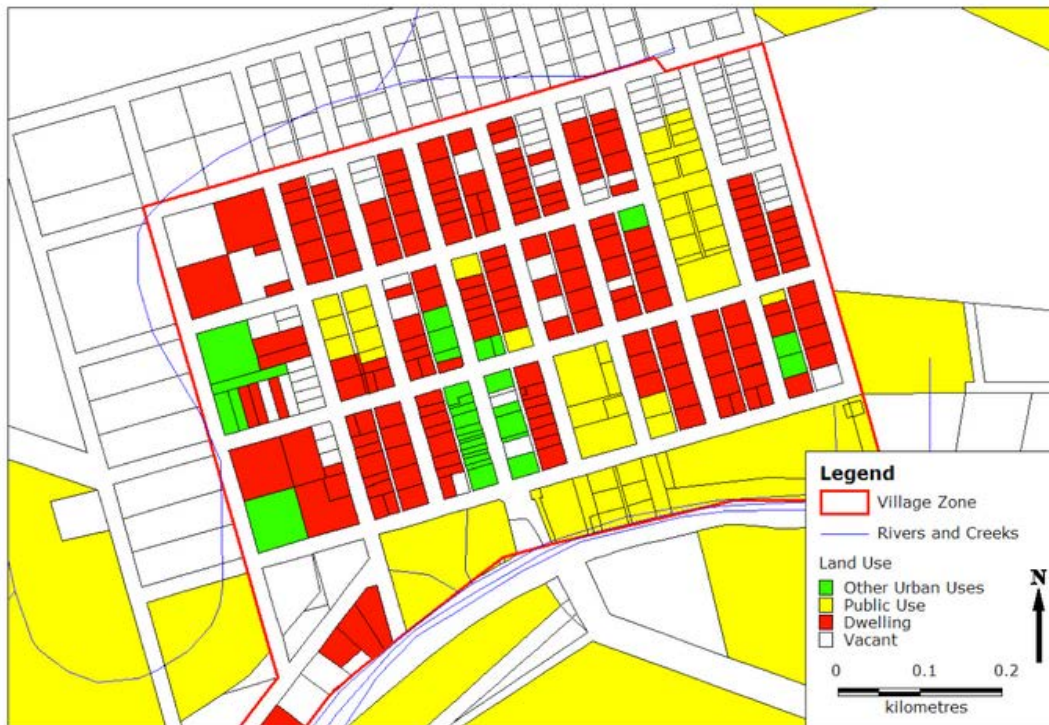 Legend
Village Zone
Rivers and Creeks
Land Use
Other Urban Uses
Public Use
Dwelling
Vacant
N
0 0.1 0.2
kilometres